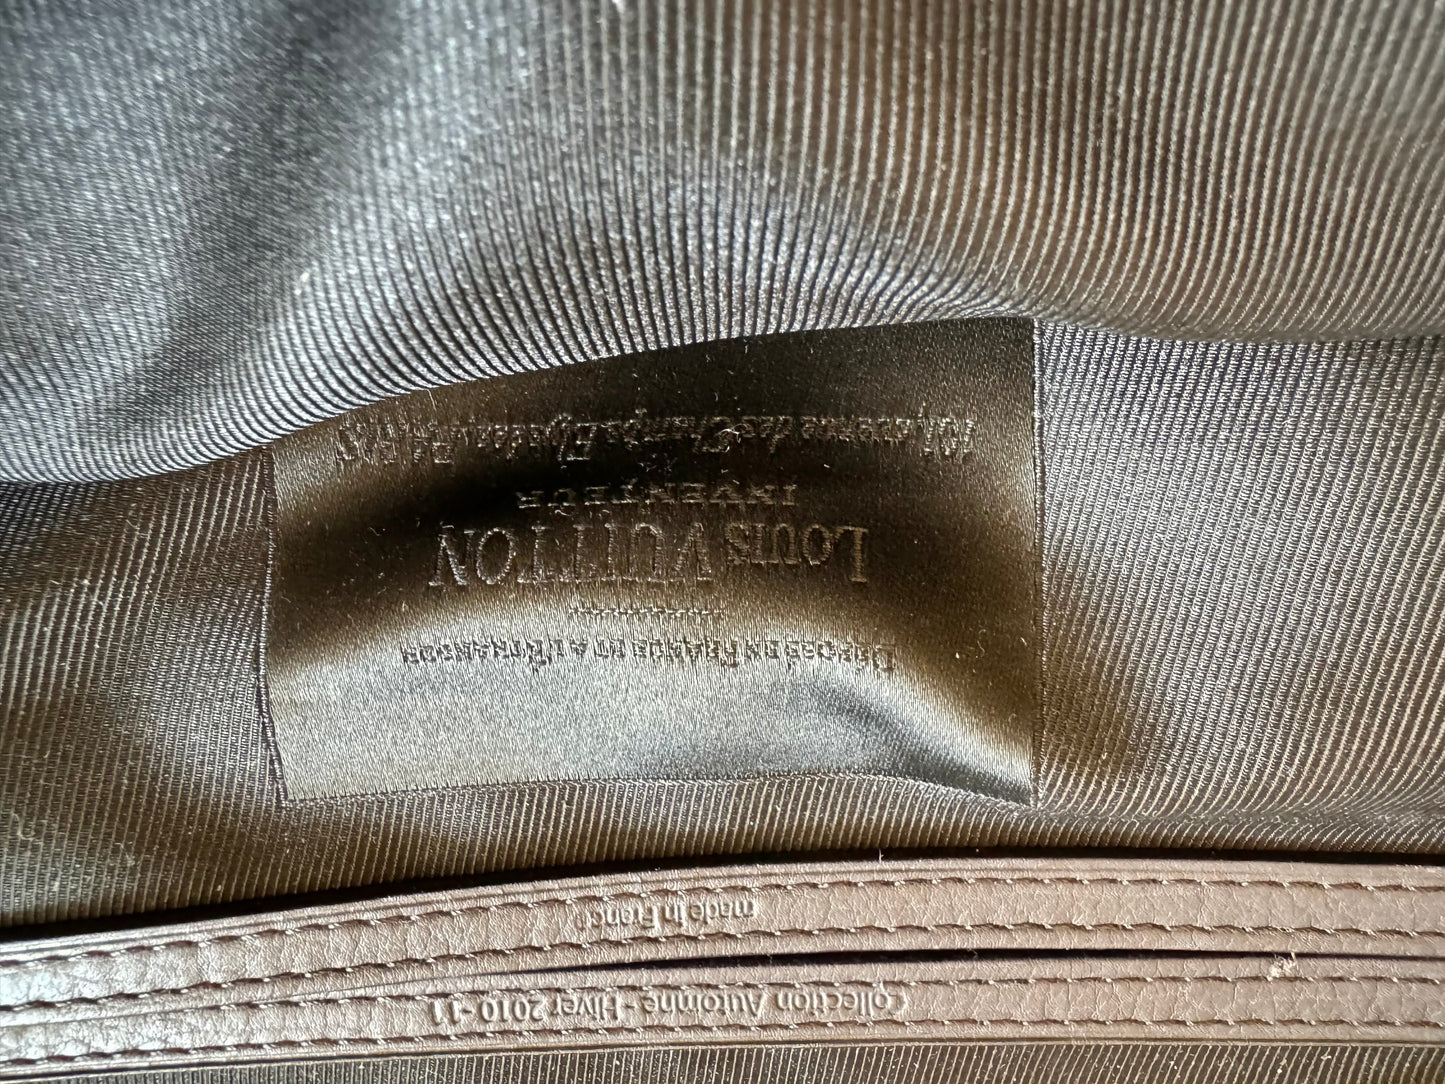 Collection Automne - Hiver 2010-11
made in France
DÉPOSÉS EN FRANCE ET A L'ÉTRANGER
LOUIS VUITTON
INVENTEUR
101, avenue des Champs Elysées, PARIS